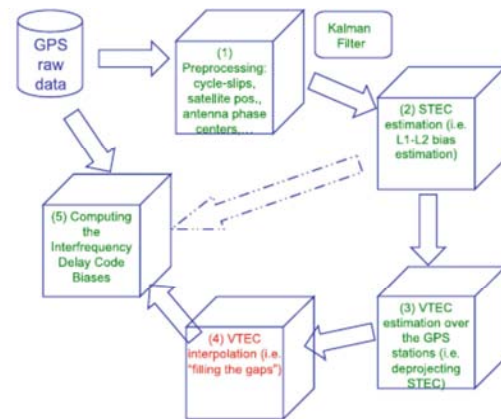 GPS
raw
data
(1)
Preprocessing:
cycle-slips,
satellite pos.,
antenna phase
centers,...
Kalman
Filter
(2) STEC
estimation (i.e.
L1-L2 bias
estimation)
(3) VTEC
estimation over
the GPS
stations (i.e.
deprojecting
STEC)
(4) VTEC
interpolation (i.e.
"filling the gaps")
(5) Computing
the
Interfrequency
Delay Code
Biases